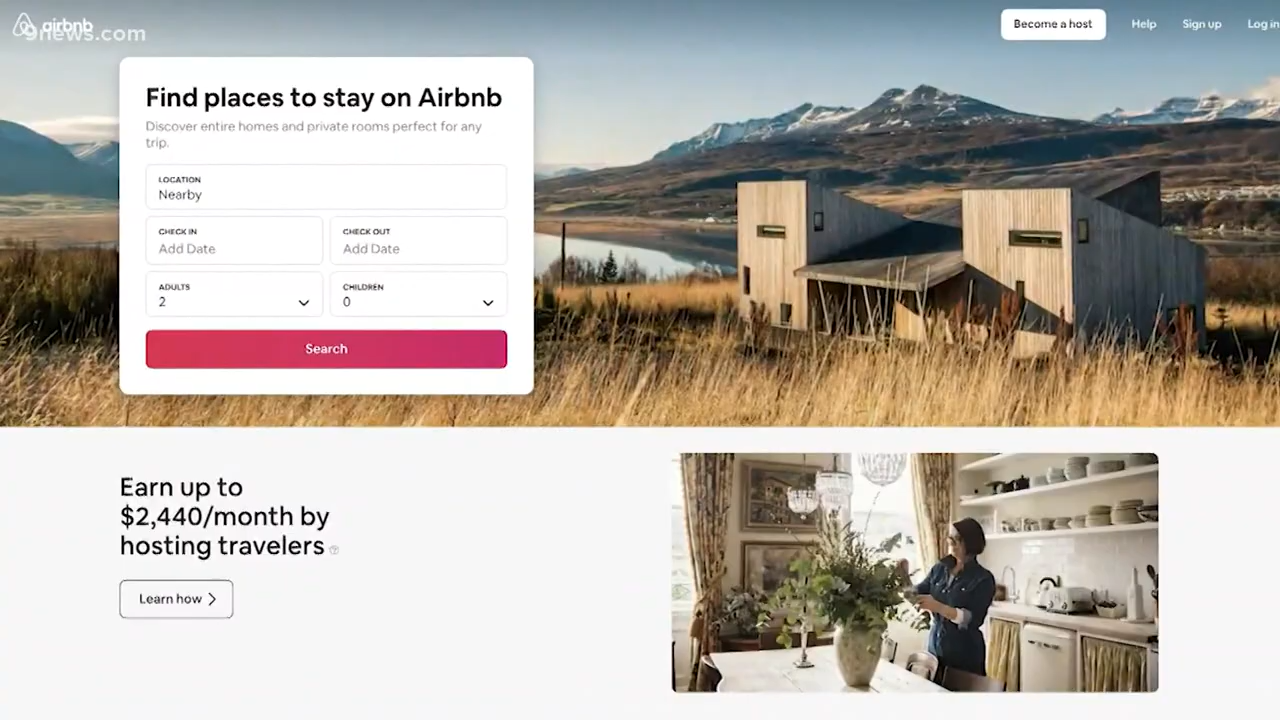 airbnb
9news.com
Become a host
Help
Sign up
Log in
Find places to stay on Airbnb
Discover entire homes and private rooms perfect for any
trip.
LOCATION
Nearby
CHECK IN
Add Date
CHECK OUT
Add Date
ADULTS
2
CHILDREN
0
Search
Earn up to
$2,440/month by
hosting travelers
Learn how